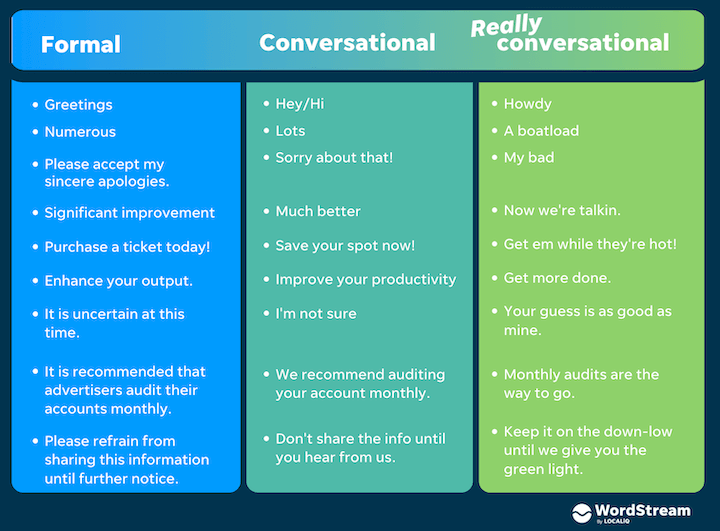 Formal
Conversational
Really
conversational
• Greetings
• Numerous
• Please accept my
sincere apologies.
• Significant improvement
• Purchase a ticket today!
• Enhance your output.
• It is uncertain at this
time.
• It is recommended that
advertisers audit their
accounts monthly.
• Please refrain from
sharing this information
until further notice.
• Hey/Hi
• Lots
• Sorry about that!
• Much better
• Save your spot now!
• Improve your productivity
• I'm not sure
• We recommend auditing
your account monthly.
• Don't share the info until
you hear from us.
• Howdy
• A boatload
• My bad
• Now we're talkin.
• Get em while they're hot!
• Get more done.
• Your guess is as good as
mine.
• Monthly audits are the
way to go.
• Keep it on the down-low
until we give you the
green light.
WordStream
By LOCALiQ